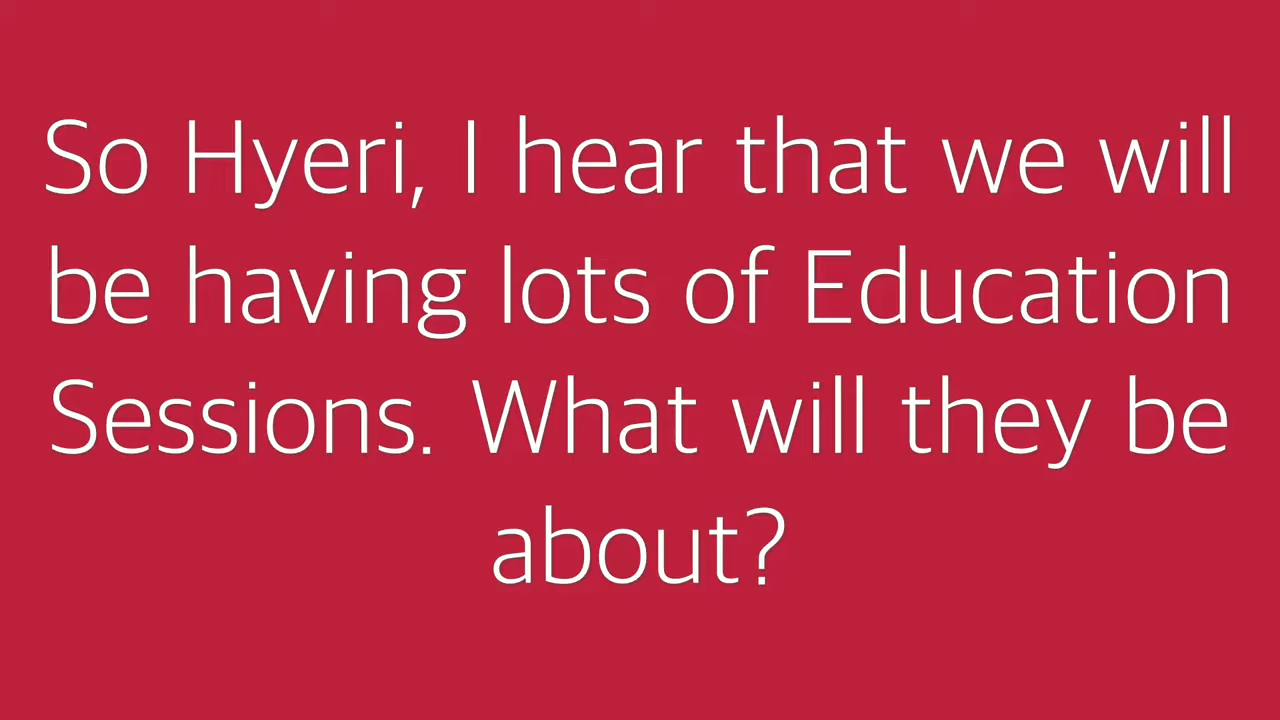 So Hyeri, I hear that we will
be having lots of Education
Sessions. What will they be
about?